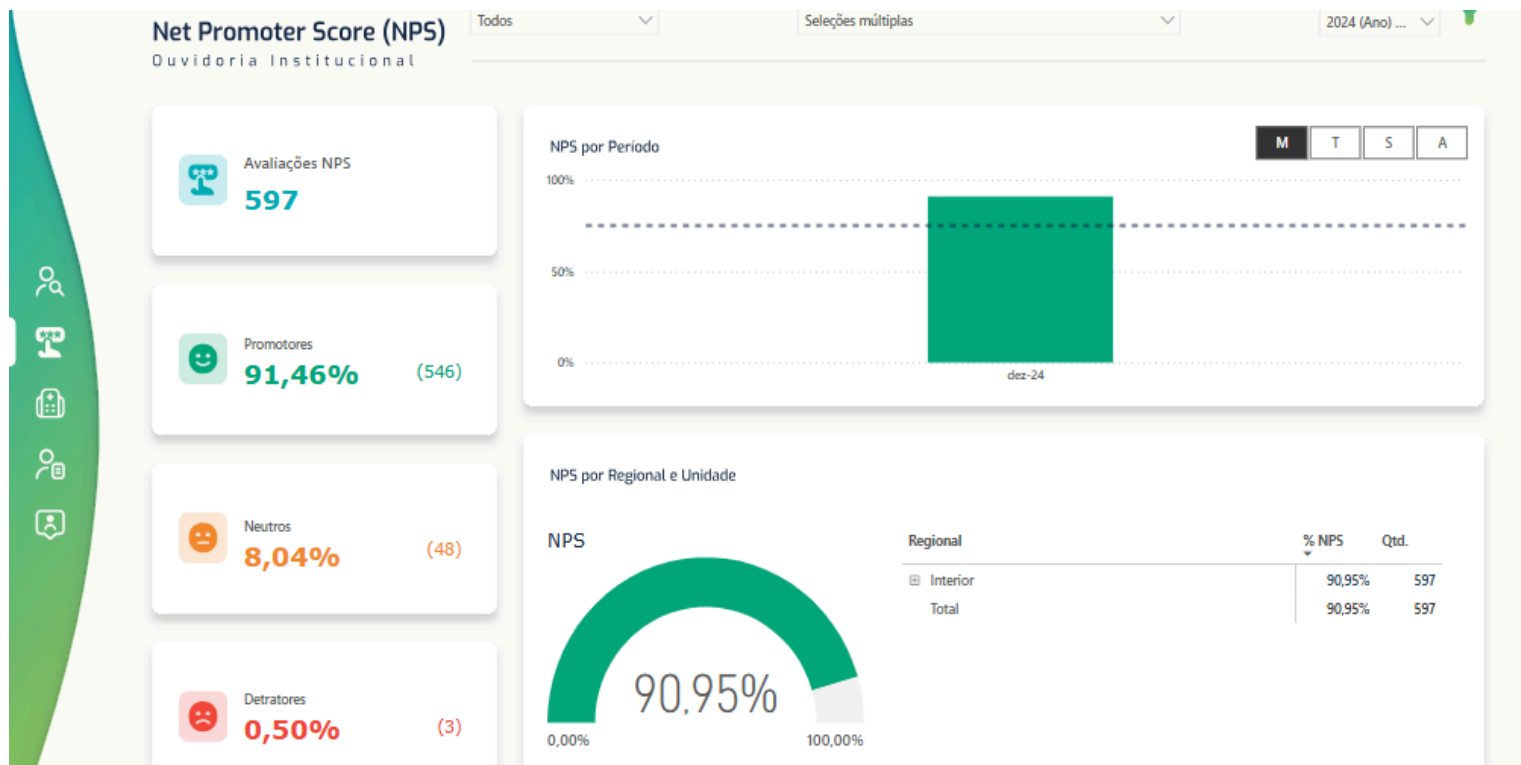 Net Promoter Score (NPS)
Ouvidoria Institucional
Todos
Seleções múltiplas
2024 (Ano) ...
Avaliações NPS
597
Promotores
91,46% (546)
Neutros
8,04% (48)
Detratores
0,50% (3)
NPS por Período
M T S A
100%
50%
0%
dez-24
NPS por Regional e Unidade
NPS
90,95%
0,00% 100,00%
Regional % NPS Qtd.
Interior 90,95% 597
Total 90,95% 597